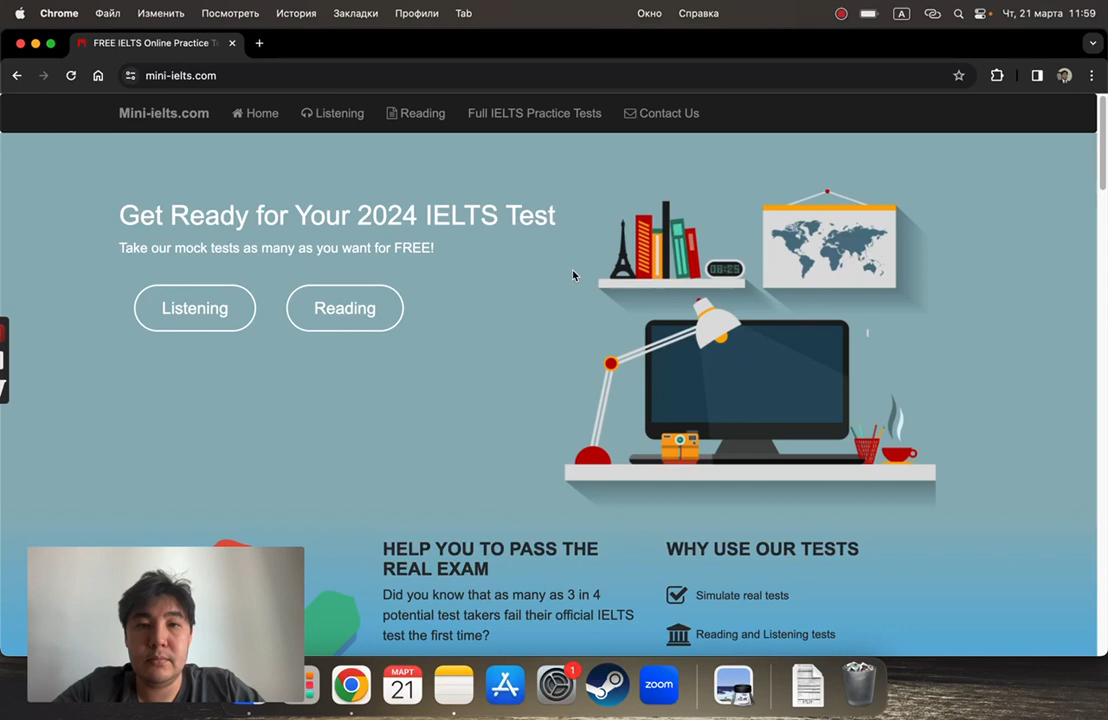 Chrome Файл Изменить Посмотреть История Закладки Профили Tab Окно Справка A Чт, 21 марта 11:59
FREE IELTS Online Practice Te
mini-ielts.com
Mini-ielts.com Home Listening Reading Full IELTS Practice Tests Contact Us
Get Ready for Your 2024 IELTS Test
Take our mock tests as many as you want for FREE!
Listening Reading
08:25
HELP YOU TO PASS THE
REAL EXAM
Did you know that as many as 3 in 4
potential test takers fail their official IELTS
test the first time?
WHY USE OUR TESTS
Simulate real tests
Reading and Listening tests
МАРТ
21
1
zoom